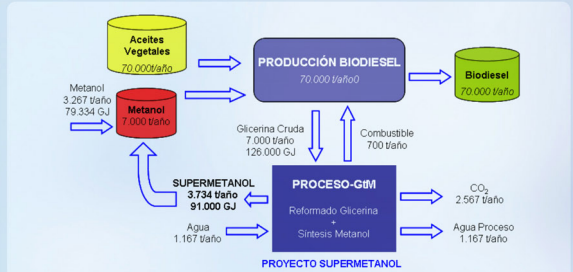 Aceites
Vegetales
70.000t/año
PRODUCCIÓN BIODIESEL
70.000 t/año0
Biodiesel
70.000 t/año
Metanol
3.267 t/año
79.334 GJ
Metanol
7.000 t/año
Glicerina Cruda
7.000 t/año
126.000 GJ
Combustible
700 t/año
SUPERMETANOL
3.734 t/año
91.000 GJ
Agua
1.167 t/año
PROCESO-GtM
Reformado Glicerina
+
Síntesis Metanol
CO₂
2.567 t/año
Agua Proceso
1.167 t/año
PROYECTO SUPERMETANOL